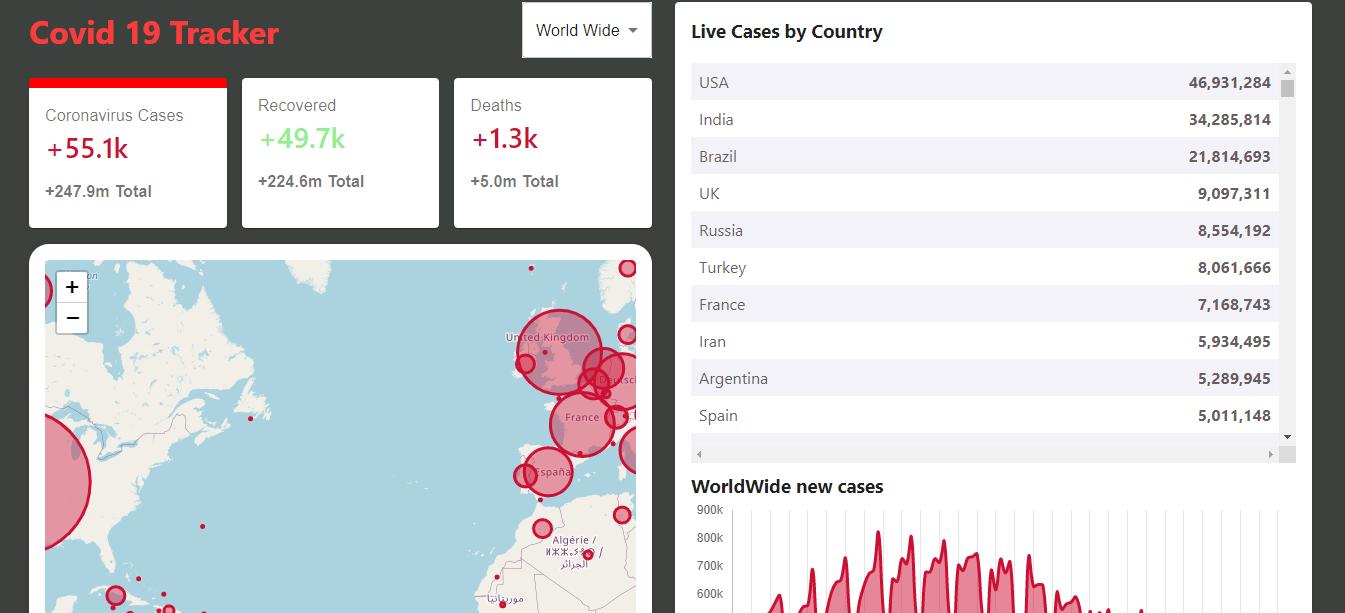 Covid 19 Tracker
World Wide
Coronavirus Cases
+55.1k
+247.9m Total
Recovered
+49.7k
+224.6m Total
Deaths
+1.3k
+5.0m Total
+
−
United Kingdom
France
España
Algérie /
الجزائر
موريتانيا
Live Cases by Country
USA 46,931,284
India 34,285,814
Brazil 21,814,693
UK 9,097,311
Russia 8,554,192
Turkey 8,061,666
France 7,168,743
Iran 5,934,495
Argentina 5,289,945
Spain 5,011,148
WorldWide new cases
900k
800k
700k
600k